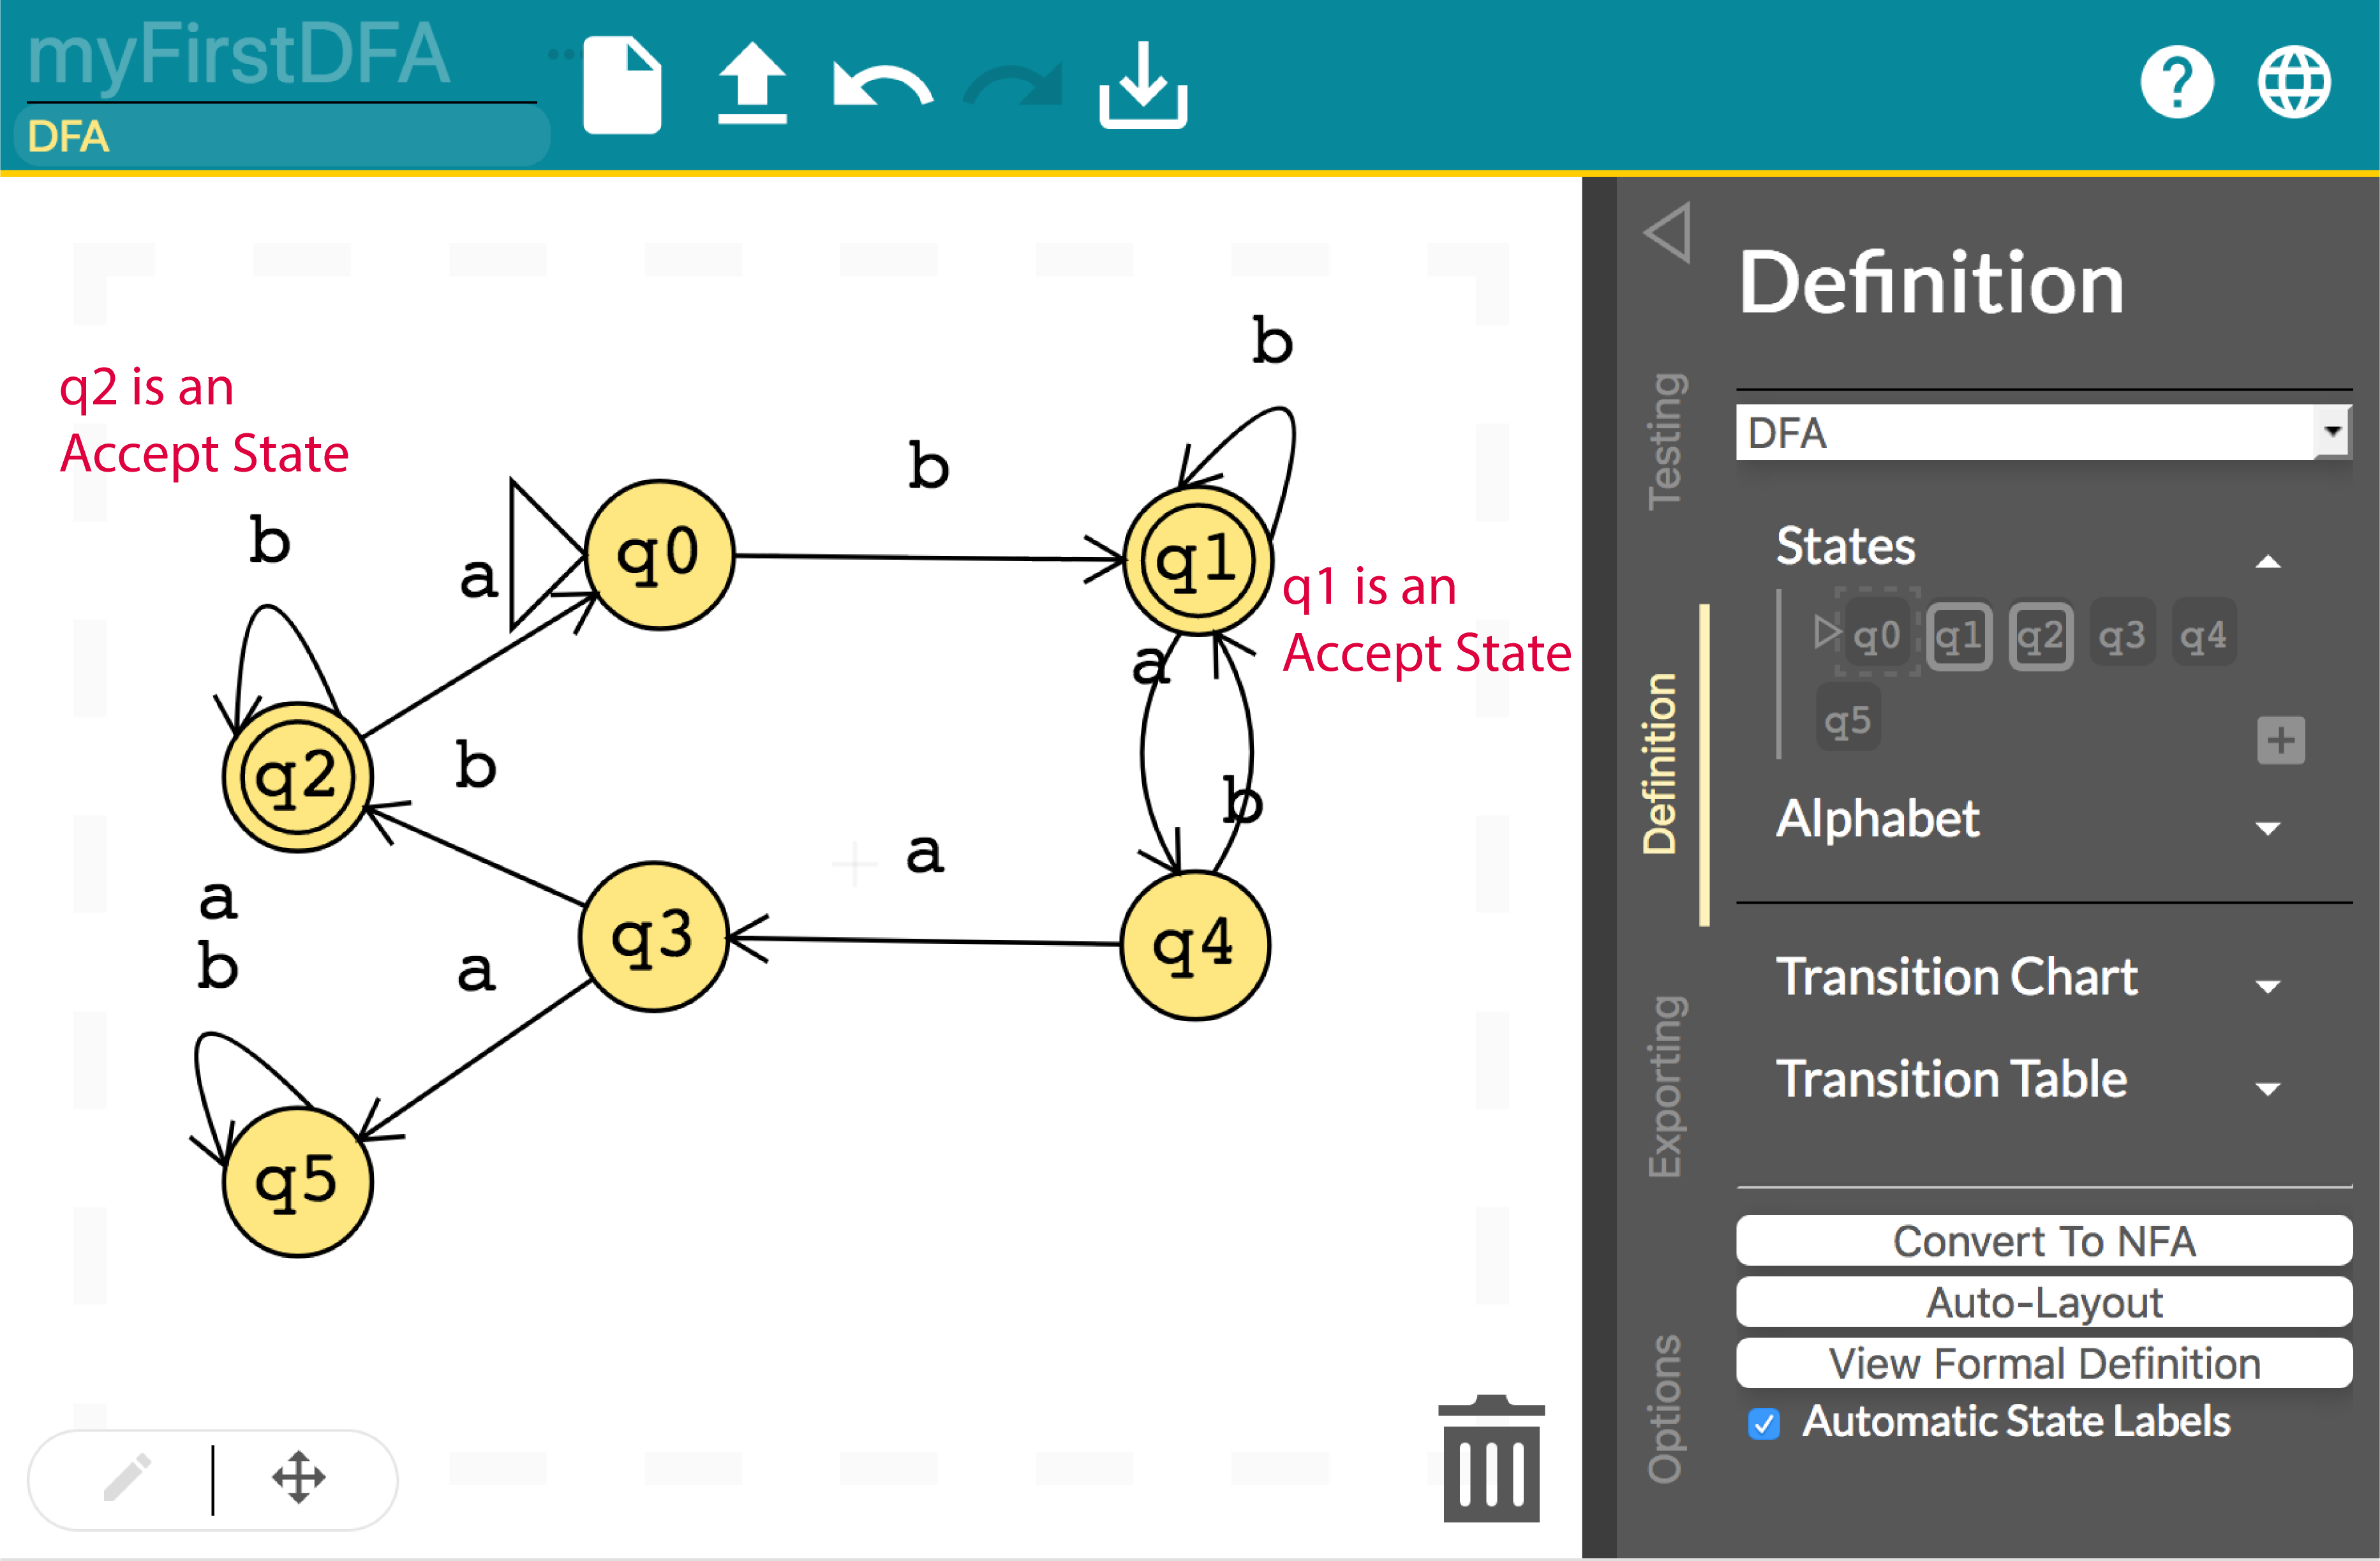 myFirstDFA
DFA
q2 is an
Accept State
b
b
b
a
q0
q1
q1 is an
Accept State
a
q2
b
b
a
a
b
q3
q4
a
q5
Testing
Definition
Exporting
Options
Definition
DFA
States
q0 q1 q2 q3 q4
q5
Alphabet
Transition Chart
Transition Table
Convert To NFA
Auto-Layout
View Formal Definition
Automatic State Labels